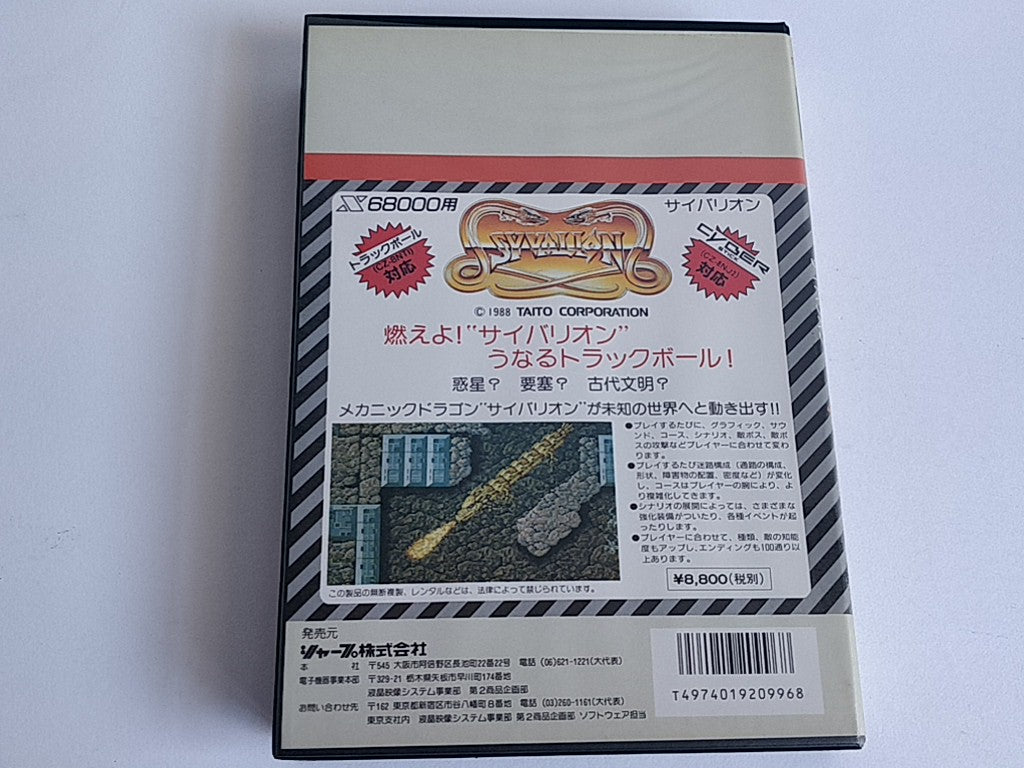 X68000用
サイバリオン
トラックボール
(CZ-8NT1)
対応
SYVALION
CYBER
STICK
(CZ-8NJ2)
対応
© 1988 TAITO CORPORATION
燃えよ!“サイバリオン”
うなるトラックボール!
惑星? 要塞? 古代文明?
メカニックドラゴン“サイバリオン”が未知の世界へと動き出す!!
●プレイするたびに、グラフィック、サウ
ンド、コース、シナリオ、敵ボス、敵ボ
スの攻撃などプレイヤーに合わせて変わ
ります。
●プレイするたび迷路構成(通路の構成、
形状、障害物の配置、密度など)が変化
し、コースはプレイヤーの腕により、よ
り複雑化してきます。
●シナリオの展開によっては、さまざまな
強化装備がついたり、各種イベントが起
ったりします。
●プレイヤーに合わせて、種類、敵の知能
度もアップし、エンディングも100通り以
上あります。
¥8,800(税別)
この製品の無断複製、レンタルなどは、法律によって禁じられています。
発売元
シャープ株式会社
本 社 〒545 大阪市阿倍野区長池町22番22号 電話 (06)621-1221(大代表)
電子機器事業本部 〒329-21 栃木県矢板市早川町174番地
液晶映像システム事業部 第2商品企画部
お問い合わせ先 〒162 東京都新宿区市谷八幡町8番地 電話 (03)260-1161(大代表)
東京支社内 液晶映像システム事業部 第2商品企画部 ソフトウェア担当
T4974019209968